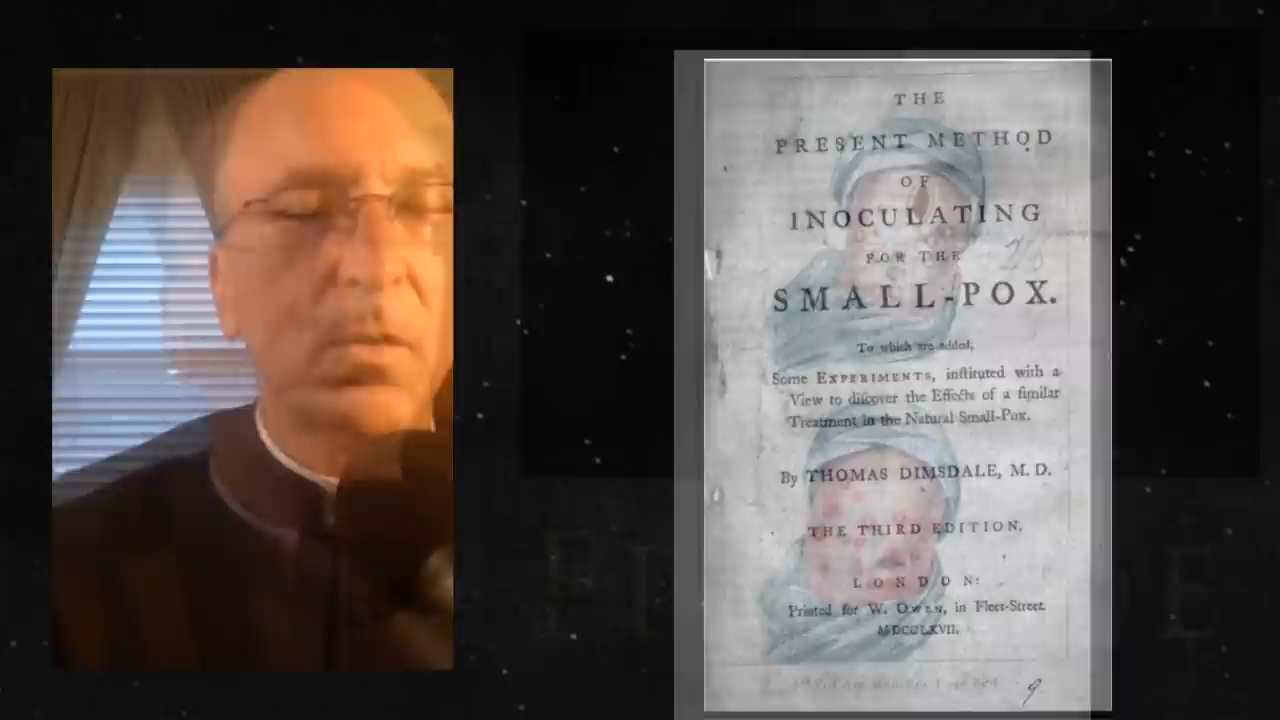 THE
PRESENT METHOD
OF
INOCULATING
FOR THE
SMALL-POX.
To which are added,
Some EXPERIMENTS, inſtituted with a
View to diſcover the Effects of a ſimilar
Treatment in the Natural Small-Pox.
By THOMAS DIMSDALE, M. D.
THE THIRD EDITION.
LONDON:
Printed for W. OWEN, in Fleet-Street.
MDCCLXVII.
9